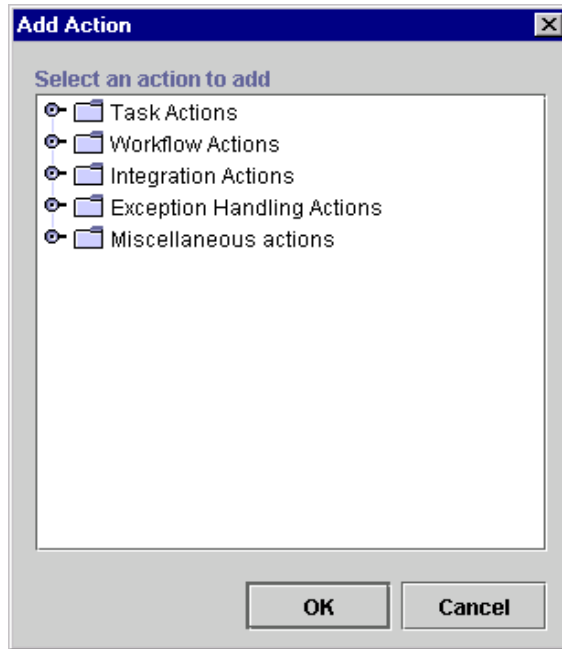 Add Action
Select an action to add
Task Actions
Workflow Actions
Integration Actions
Exception Handling Actions
Miscellaneous actions
OK
Cancel